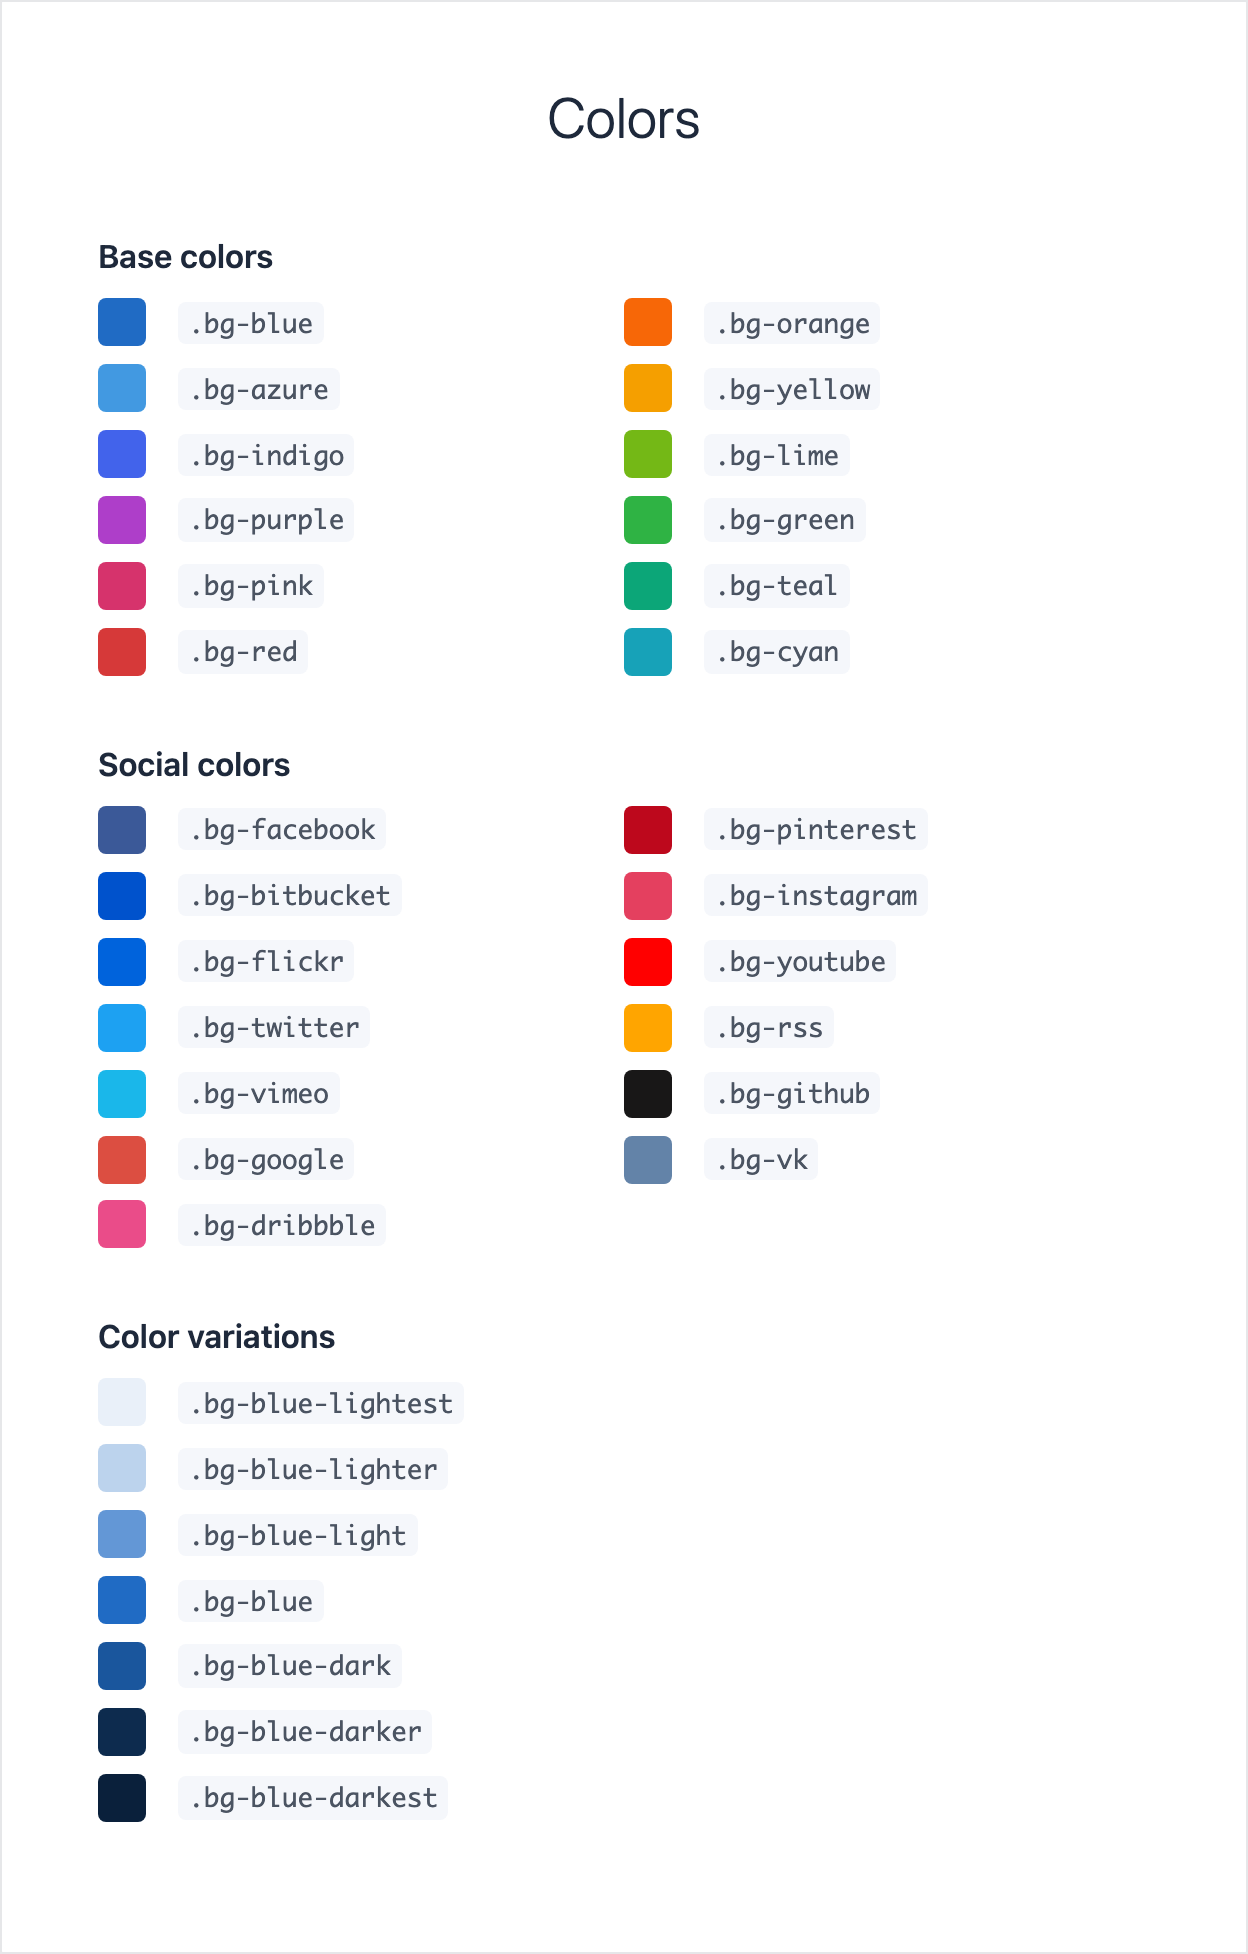 Colors
Base colors
.bg-blue
.bg-azure
.bg-indigo
.bg-purple
.bg-pink
.bg-red
.bg-orange
.bg-yellow
.bg-lime
.bg-green
.bg-teal
.bg-cyan
Social colors
.bg-facebook
.bg-bitbucket
.bg-flickr
.bg-twitter
.bg-vimeo
.bg-google
.bg-dribbble
.bg-pinterest
.bg-instagram
.bg-youtube
.bg-rss
.bg-github
.bg-vk
Color variations
.bg-blue-lightest
.bg-blue-lighter
.bg-blue-light
.bg-blue
.bg-blue-dark
.bg-blue-darker
.bg-blue-darkest